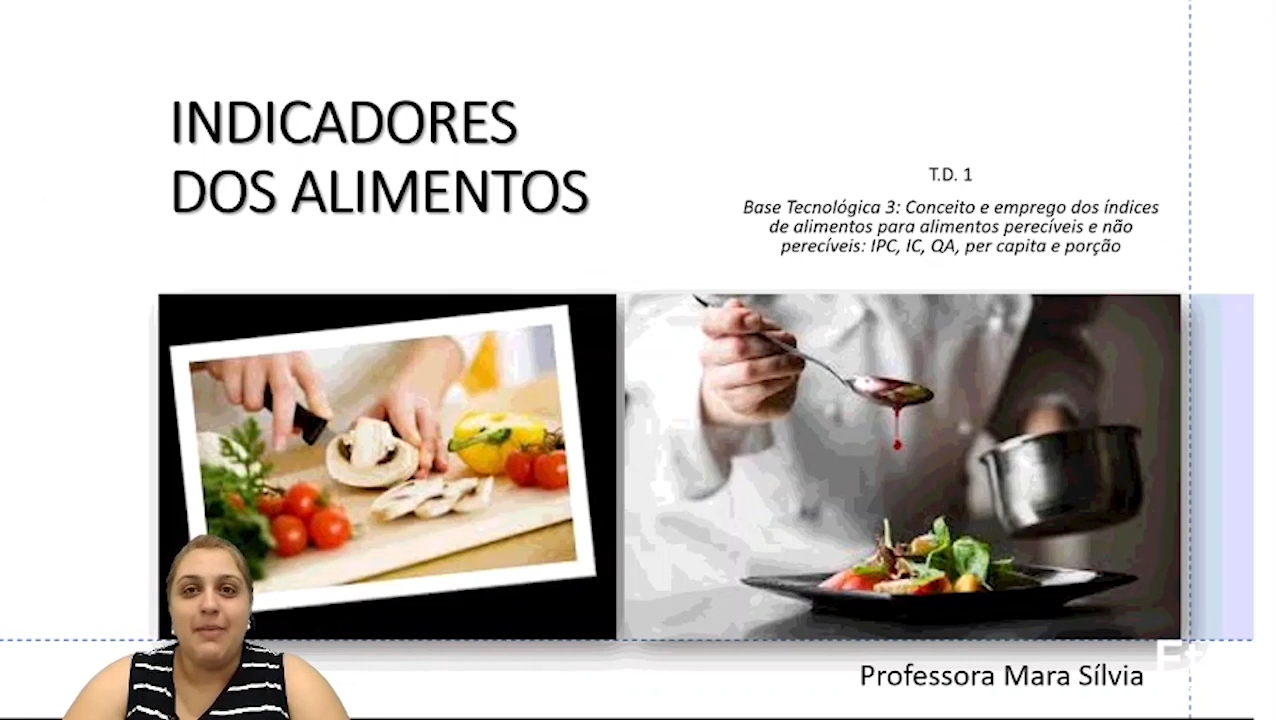 INDICADORES
DOS ALIMENTOS
T.D. 1
Base Tecnológica 3: Conceito e emprego dos índices
de alimentos para alimentos perecíveis e não
perecíveis: IPC, IC, QA, per capita e porção
Professora Mara Sílvia